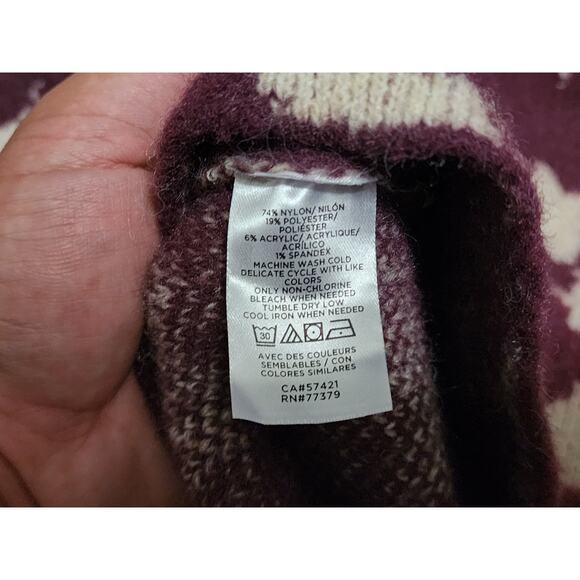 74% NYLON/ NILÓN
19% POLYESTER/
POLIÉSTER
6% ACRYLIC/ ACRYLIQUE/
ACRÍLICO
1% SPANDEX
MACHINE WASH COLD
DELICATE CYCLE WITH LIKE
COLORS
ONLY NON-CHLORINE
BLEACH WHEN NEEDED
TUMBLE DRY LOW
COOL IRON WHEN NEEDED
30
AVEC DES COULEURS
SEMBLABLES / CON
COLORES SIMILARES
CA#57421
RN#77379